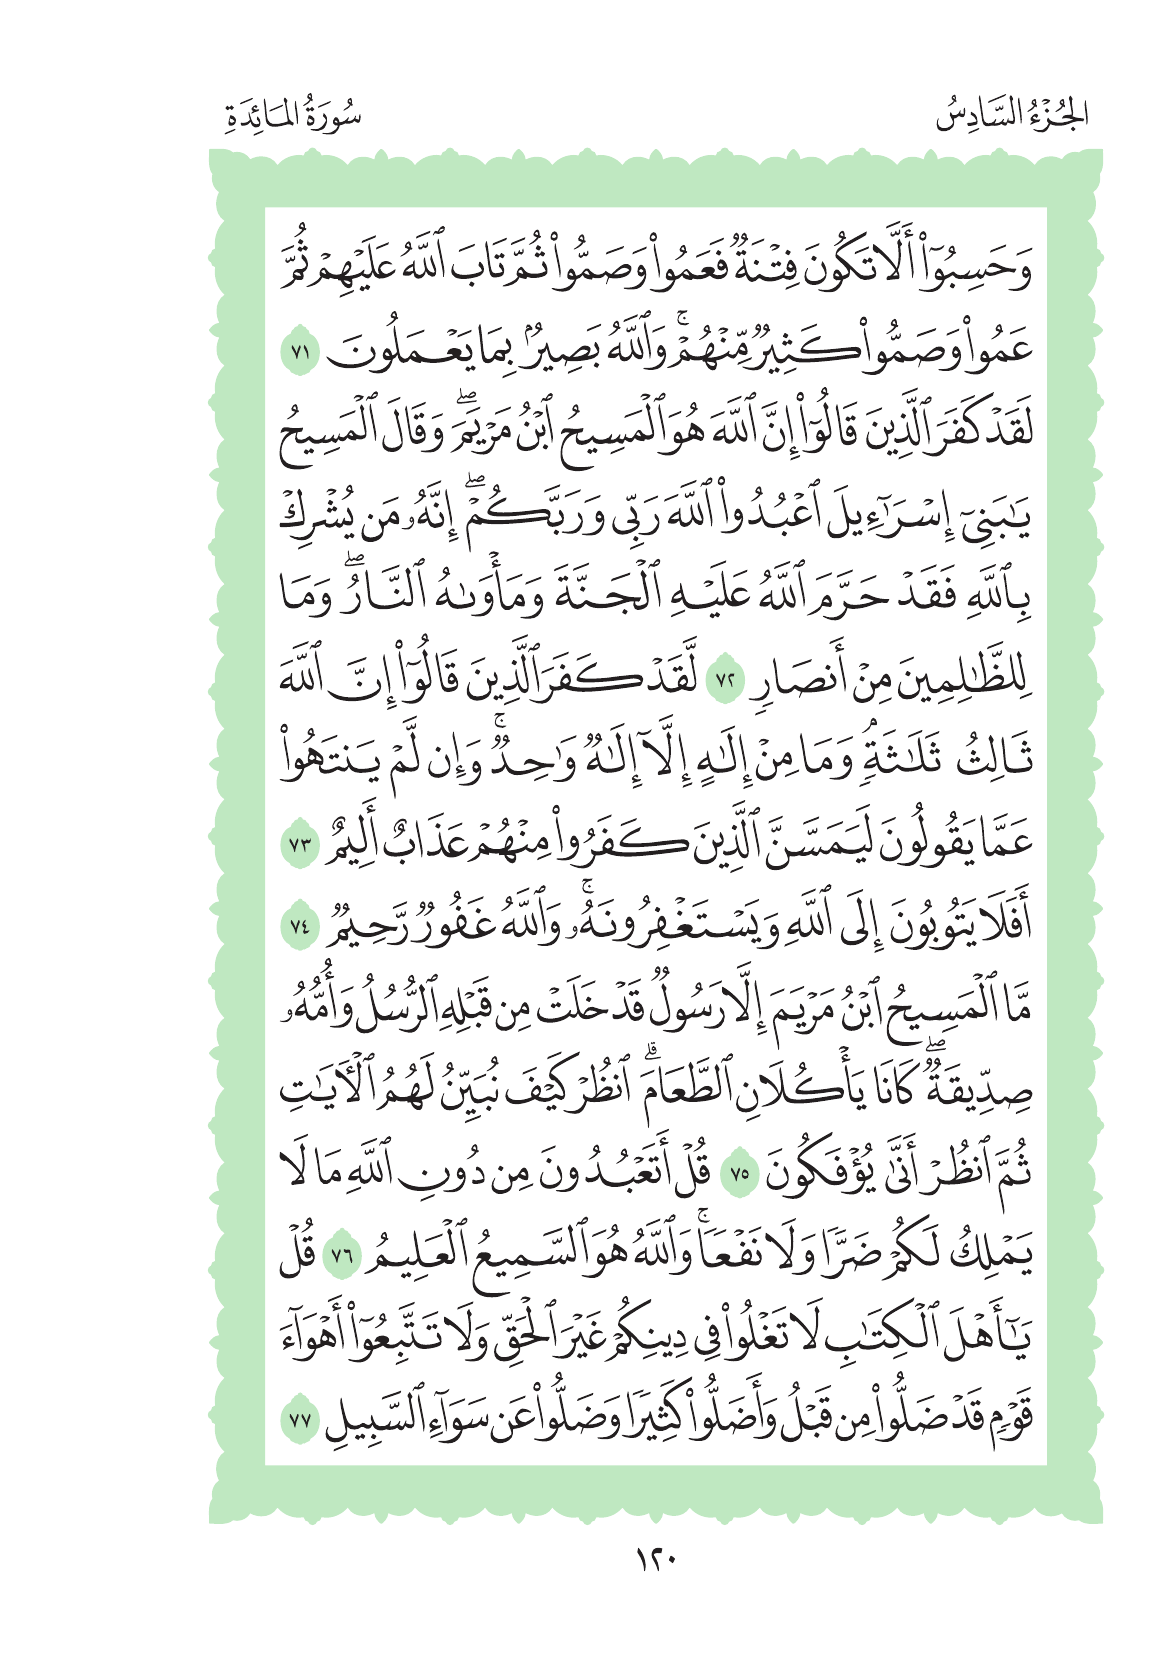 الجُزْءُ السَّادِسُ
سُورَةُ المَائِدَةِ
وَحَسِبُوٓاْ أَلَّا تَكُونَ فِتۡنَةٞ فَعَمُواْ وَصَمُّواْ ثُمَّ تَابَ ٱللَّهُ عَلَيۡهِمۡ ثُمَّ
عَمُواْ وَصَمُّواْ كَثِيرٞ مِّنۡهُمۡۚ وَٱللَّهُ بَصِيرُۢ بِمَا يَعۡمَلُونَ ٧١
لَقَدۡ كَفَرَ ٱلَّذِينَ قَالُوٓاْ إِنَّ ٱللَّهَ هُوَ ٱلۡمَسِيحُ ٱبۡنُ مَرۡيَمَۖ وَقَالَ ٱلۡمَسِيحُ
يَٰبَنِيٓ إِسۡرَٰٓءِيلَ ٱعۡبُدُواْ ٱللَّهَ رَبِّي وَرَبَّكُمۡۖ إِنَّهُۥ مَن يُشۡرِكۡ
بِٱللَّهِ فَقَدۡ حَرَّمَ ٱللَّهُ عَلَيۡهِ ٱلۡجَنَّةَ وَمَأۡوَىٰهُ ٱلنَّارُۖ وَمَا
لِلظَّٰلِمِينَ مِنۡ أَنصَارٖ ٧٢ لَّقَدۡ كَفَرَ ٱلَّذِينَ قَالُوٓاْ إِنَّ ٱللَّهَ
ثَالِثُ ثَلَٰثَةٖۘ وَمَا مِنۡ إِلَٰهٍ إِلَّآ إِلَٰهٞ وَٰحِدٞۚ وَإِن لَّمۡ يَنتَهُواْ
عَمَّا يَقُولُونَ لَيَمَسَّنَّ ٱلَّذِينَ كَفَرُواْ مِنۡهُمۡ عَذَابٌ أَلِيمٌ ٧٣
أَفَلَا يَتُوبُونَ إِلَى ٱللَّهِ وَيَسۡتَغۡفِرُونَهُۥۚ وَٱللَّهُ غَفُورٞ رَّحِيمٞ ٧٤
مَّا ٱلۡمَسِيحُ ٱبۡنُ مَرۡيَمَ إِلَّا رَسُولٞ قَدۡ خَلَتۡ مِن قَبۡلِهِ ٱلرُّسُلُ وَأُمُّهُۥ
صِدِّيقَةٞۖ كَانَا يَأۡكُلَانِ ٱلطَّعَامَۗ ٱنظُرۡ كَيۡفَ نُبَيِّنُ لَهُمُ ٱلۡأٓيَٰتِ
ثُمَّ ٱنظُرۡ أَنَّىٰ يُؤۡفَكُونَ ٧٥ قُلۡ أَتَعۡبُدُونَ مِن دُونِ ٱللَّهِ مَا لَا
يَمۡلِكُ لَكُمۡ ضَرّٗا وَلَا نَفۡعٗاۚ وَٱللَّهُ هُوَ ٱلسَّمِيعُ ٱلۡعَلِيمُ ٧٦ قُلۡ
يَٰٓأَهۡلَ ٱلۡكِتَٰبِ لَا تَغۡلُواْ فِي دِينِكُمۡ غَيۡرَ ٱلۡحَقِّ وَلَا تَتَّبِعُوٓاْ أَهۡوَآءَ
قَوۡمٖ قَدۡ ضَلُّواْ مِن قَبۡلُ وَأَضَلُّواْ كَثِيرٗا وَضَلُّواْ عَن سَوَآءِ ٱلسَّبِيلِ ٧٧
١٢٠